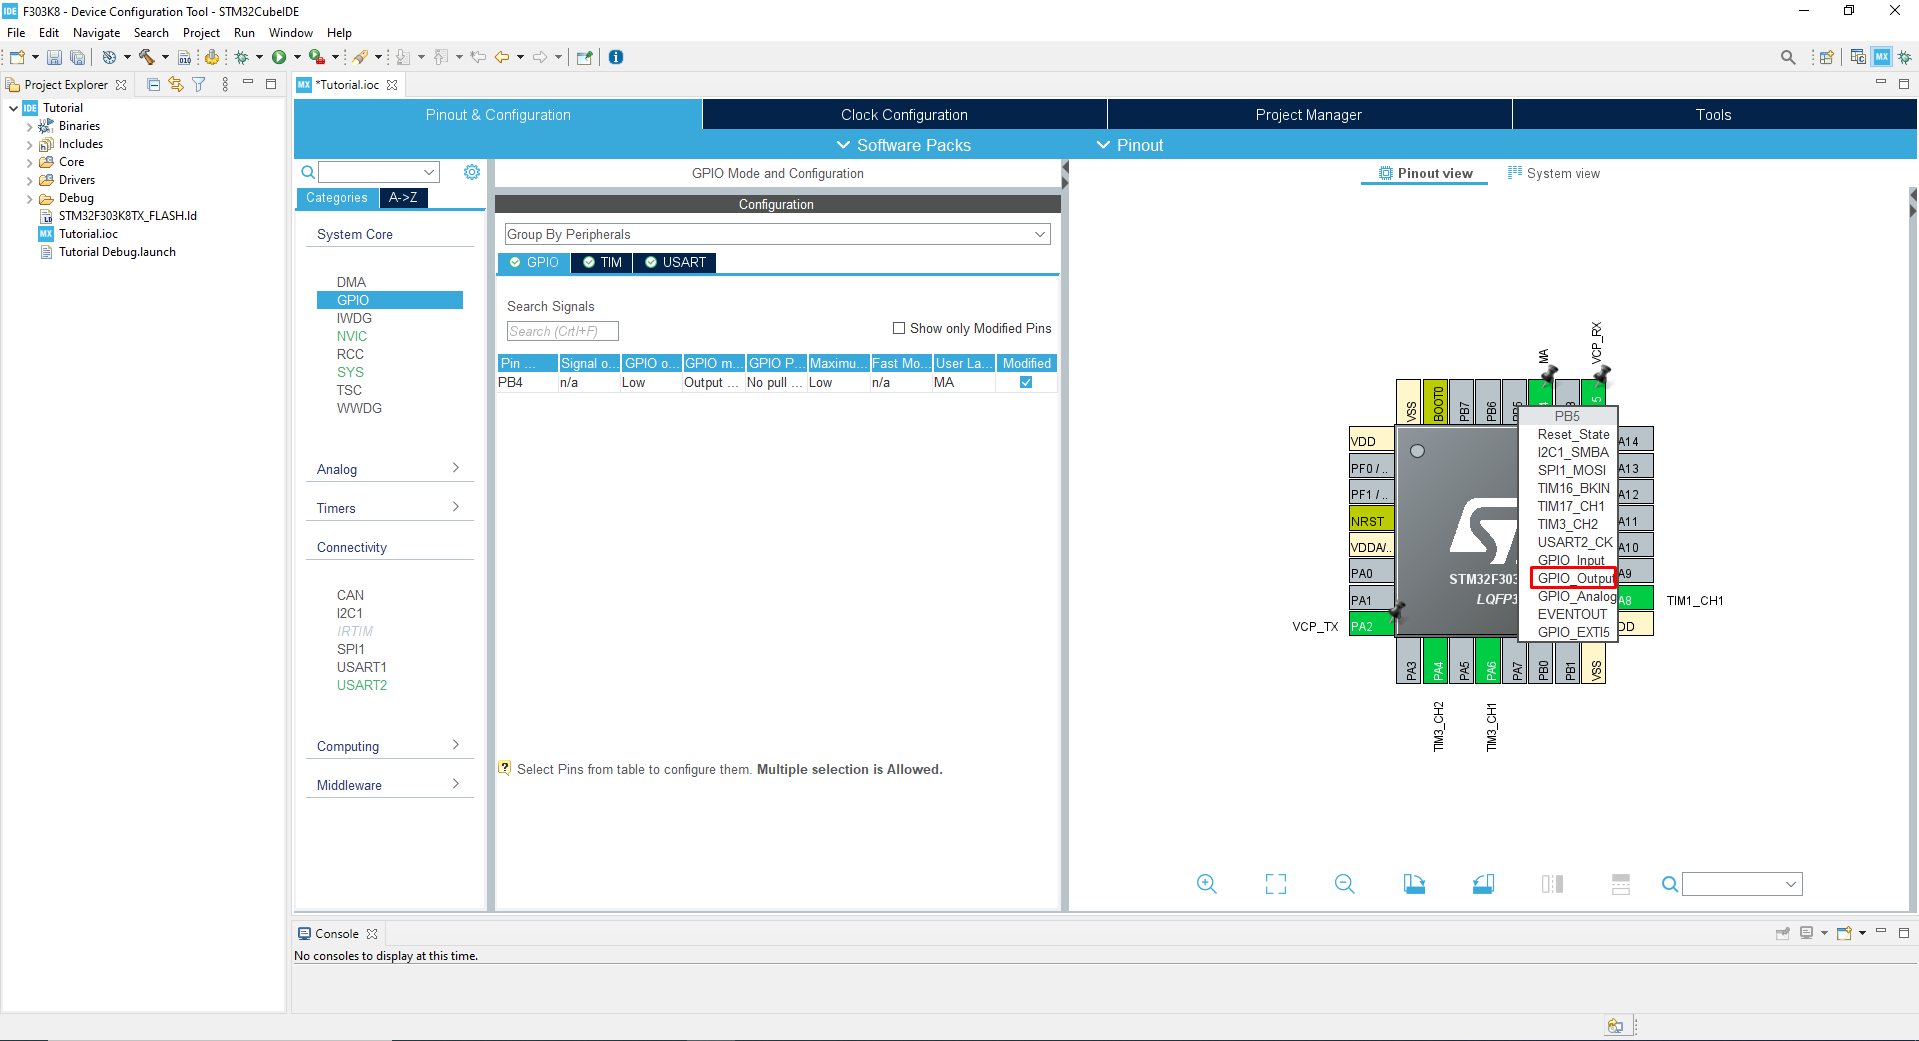 F303K8 - Device Configuration Tool - STM32CubeIDE
File Edit Navigate Search Project Run Window Help
Project Explorer
*Tutorial.ioc
Tutorial
Binaries
Includes
Core
Drivers
Debug
STM32F303K8TX_FLASH.ld
Tutorial.ioc
Tutorial Debug.launch
Pinout & Configuration
Clock Configuration
Project Manager
Tools
Software Packs
Pinout
Categories
A->Z
System Core
DMA
GPIO
IWDG
NVIC
RCC
SYS
TSC
WWDG
Analog
Timers
Connectivity
CAN
I2C1
IRTIM
SPI1
USART1
USART2
Computing
Middleware
GPIO Mode and Configuration
Configuration
Group By Peripherals
GPIO
TIM
USART
Search Signals
Search (Crtl+F)
Show only Modified Pins
Pin ... Signal o... GPIO o... GPIO m... GPIO P... Maximu... Fast Mo... User La... Modified
PB4 n/a Low Output ... No pull ... Low n/a MA
Select Pins from table to configure them. Multiple selection is Allowed.
Pinout view
System view
MA
VCP_RX
VSS
BOOT0
PB7
PB6
VDD
PF0 / ..
PF1 / ..
NRST
VDDA/..
PA0
PA1
VCP_TX
PA2
STM32F303
LQFP3
PB5
Reset_State
I2C1_SMBA
SPI1_MOSI
TIM16_BKIN
TIM17_CH1
TIM3_CH2
USART2_CK
GPIO_Input
GPIO_Output
GPIO_Analog
EVENTOUT
GPIO_EXTI5
A14
A13
A12
A11
A10
A9
A8
TIM1_CH1
DD
PA3
PA4
PA5
PA6
PA7
PB0
PB1
VSS
TIM3_CH2
TIM3_CH1
Console
No consoles to display at this time.